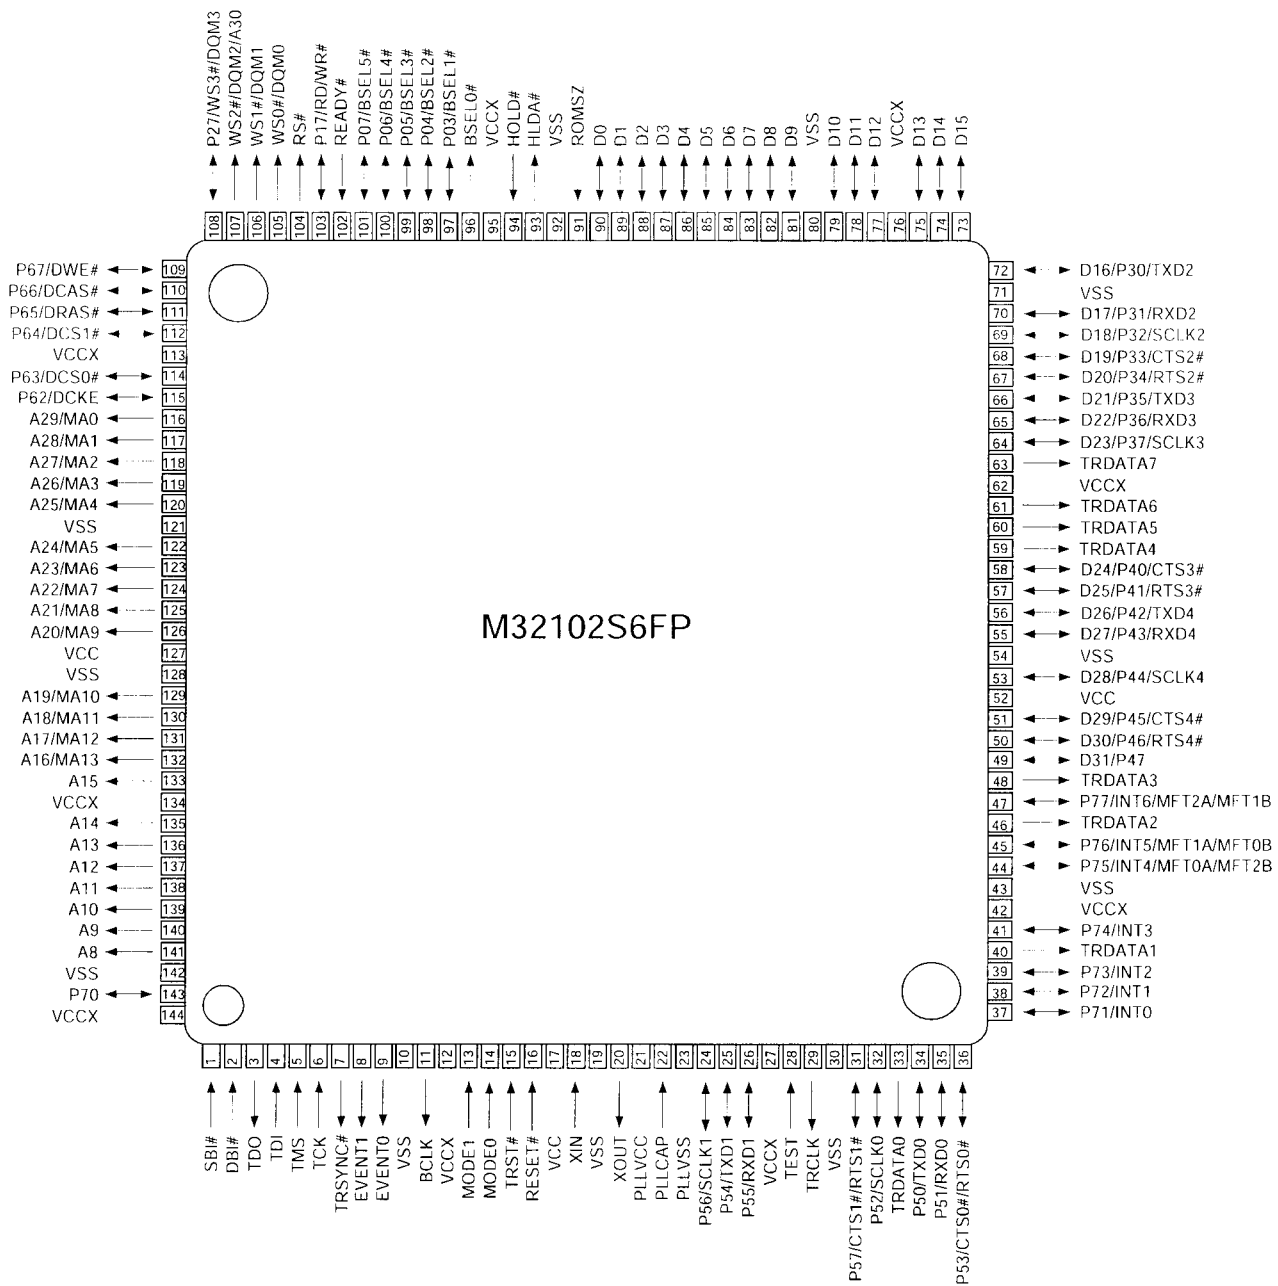 P27/WS3#/DQM3
WS2#/DQM2/A30
WS1#/DQM1
WS0#/DQM0
RS#
P17/RD/WR#
READY#
P07/BSEL5#
P06/BSEL4#
P05/BSEL3#
P04/BSEL2#
P03/BSEL1#
BSEL0#
VCCX
HOLD#
HLDA#
VSS
ROMSZ
D0
D1
D2
D3
D4
D5
D6
D7
D8
D9
VSS
D10
D11
D12
VCCX
D13
D14
D15
108 107 106 105 104 103 102 101 100 99 98 97 96 95 94 93 92 91 90 89 88 87 86 85 84 83 82 81 80 79 78 77 76 75 74 73
P67/DWE# 109
P66/DCAS# 110
P65/DRAS# 111
P64/DCS1# 112
VCCX 113
P63/DCS0# 114
P62/DCKE 115
A29/MA0 116
A28/MA1 117
A27/MA2 118
A26/MA3 119
A25/MA4 120
VSS 121
A24/MA5 122
A23/MA6 123
A22/MA7 124
A21/MA8 125
A20/MA9 126
VCC 127
VSS 128
A19/MA10 129
A18/MA11 130
A17/MA12 131
A16/MA13 132
A15 133
VCCX 134
A14 135
A13 136
A12 137
A11 138
A10 139
A9 140
A8 141
VSS 142
P70 143
VCCX 144
M32102S6FP
72 D16/P30/TXD2
71 VSS
70 D17/P31/RXD2
69 D18/P32/SCLK2
68 D19/P33/CTS2#
67 D20/P34/RTS2#
66 D21/P35/TXD3
65 D22/P36/RXD3
64 D23/P37/SCLK3
63 TRDATA7
62 VCCX
61 TRDATA6
60 TRDATA5
59 TRDATA4
58 D24/P40/CTS3#
57 D25/P41/RTS3#
56 D26/P42/TXD4
55 D27/P43/RXD4
54 VSS
53 D28/P44/SCLK4
52 VCC
51 D29/P45/CTS4#
50 D30/P46/RTS4#
49 D31/P47
48 TRDATA3
47 P77/INT6/MFT2A/MFT1B
46 TRDATA2
45 P76/INT5/MFT1A/MFT0B
44 P75/INT4/MFT0A/MFT2B
43 VSS
42 VCCX
41 P74/INT3
40 TRDATA1
39 P73/INT2
38 P72/INT1
37 P71/INT0
1 2 3 4 5 6 7 8 9 10 11 12 13 14 15 16 17 18 19 20 21 22 23 24 25 26 27 28 29 30 31 32 33 34 35 36
SBI#
DBI#
TDO
TDI
TMS
TCK
TRSYNC#
EVENT1
EVENT0
VSS
BCLK
VCCX
MODE1
MODE0
TRST#
RESET#
VCC
XIN
VSS
XOUT
PLLVCC
PLLCAP
PLLVSS
P56/SCLK1
P54/TXD1
P55/RXD1
VCCX
TEST
TRCLK
VSS
P57/CTS1#/RTS1#
P52/SCLK0
TRDATA0
P50/TXD0
P51/RXD0
P53/CTS0#/RTS0#